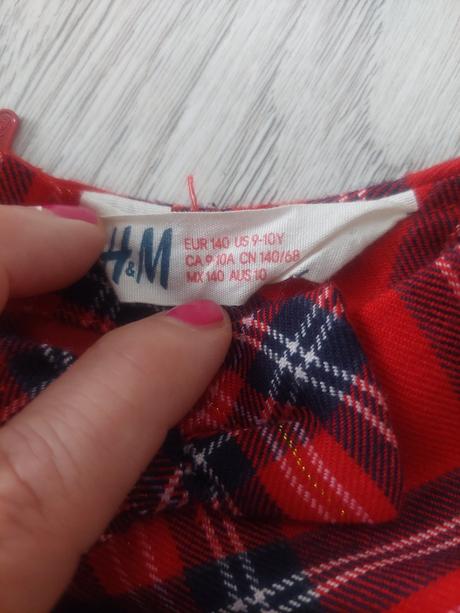 H&M
EUR 140 US 9-10Y
CA 9-10A CN 140/68
MX 140 AUS 10